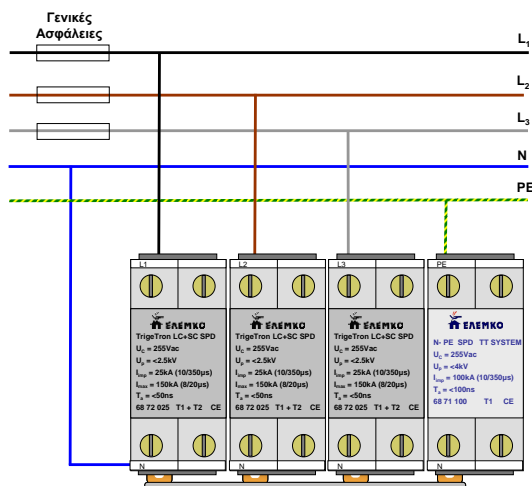 Γενικές
Ασφάλειες
L1
L2
L3
N
PE
L1
ΕΛΕΜΚΟ
TrigeTron LC+SC SPD
UC = 255Vac
Up = <2.5kV
Iimp = 25kA (10/350μs)
Imax = 150kA (8/20μs)
Ta = <50ns
68 72 025 T1 + T2 CE
N
L2
ΕΛΕΜΚΟ
TrigeTron LC+SC SPD
UC = 255Vac
Up = <2.5kV
Iimp = 25kA (10/350μs)
Imax = 150kA (8/20μs)
Ta = <50ns
68 72 025 T1 + T2 CE
N
L3
ΕΛΕΜΚΟ
TrigeTron LC+SC SPD
UC = 255Vac
Up = <2.5kV
Iimp = 25kA (10/350μs)
Imax = 150kA (8/20μs)
Ta = <50ns
68 72 025 T1 + T2 CE
N
PE
ΕΛΕΜΚΟ
N- PE SPD TT SYSTEM
UC = 255Vac
UP = <4kV
Iimp = 100kA (10/350μs)
Ta = <100ns
68 71 100 T1 CE
N